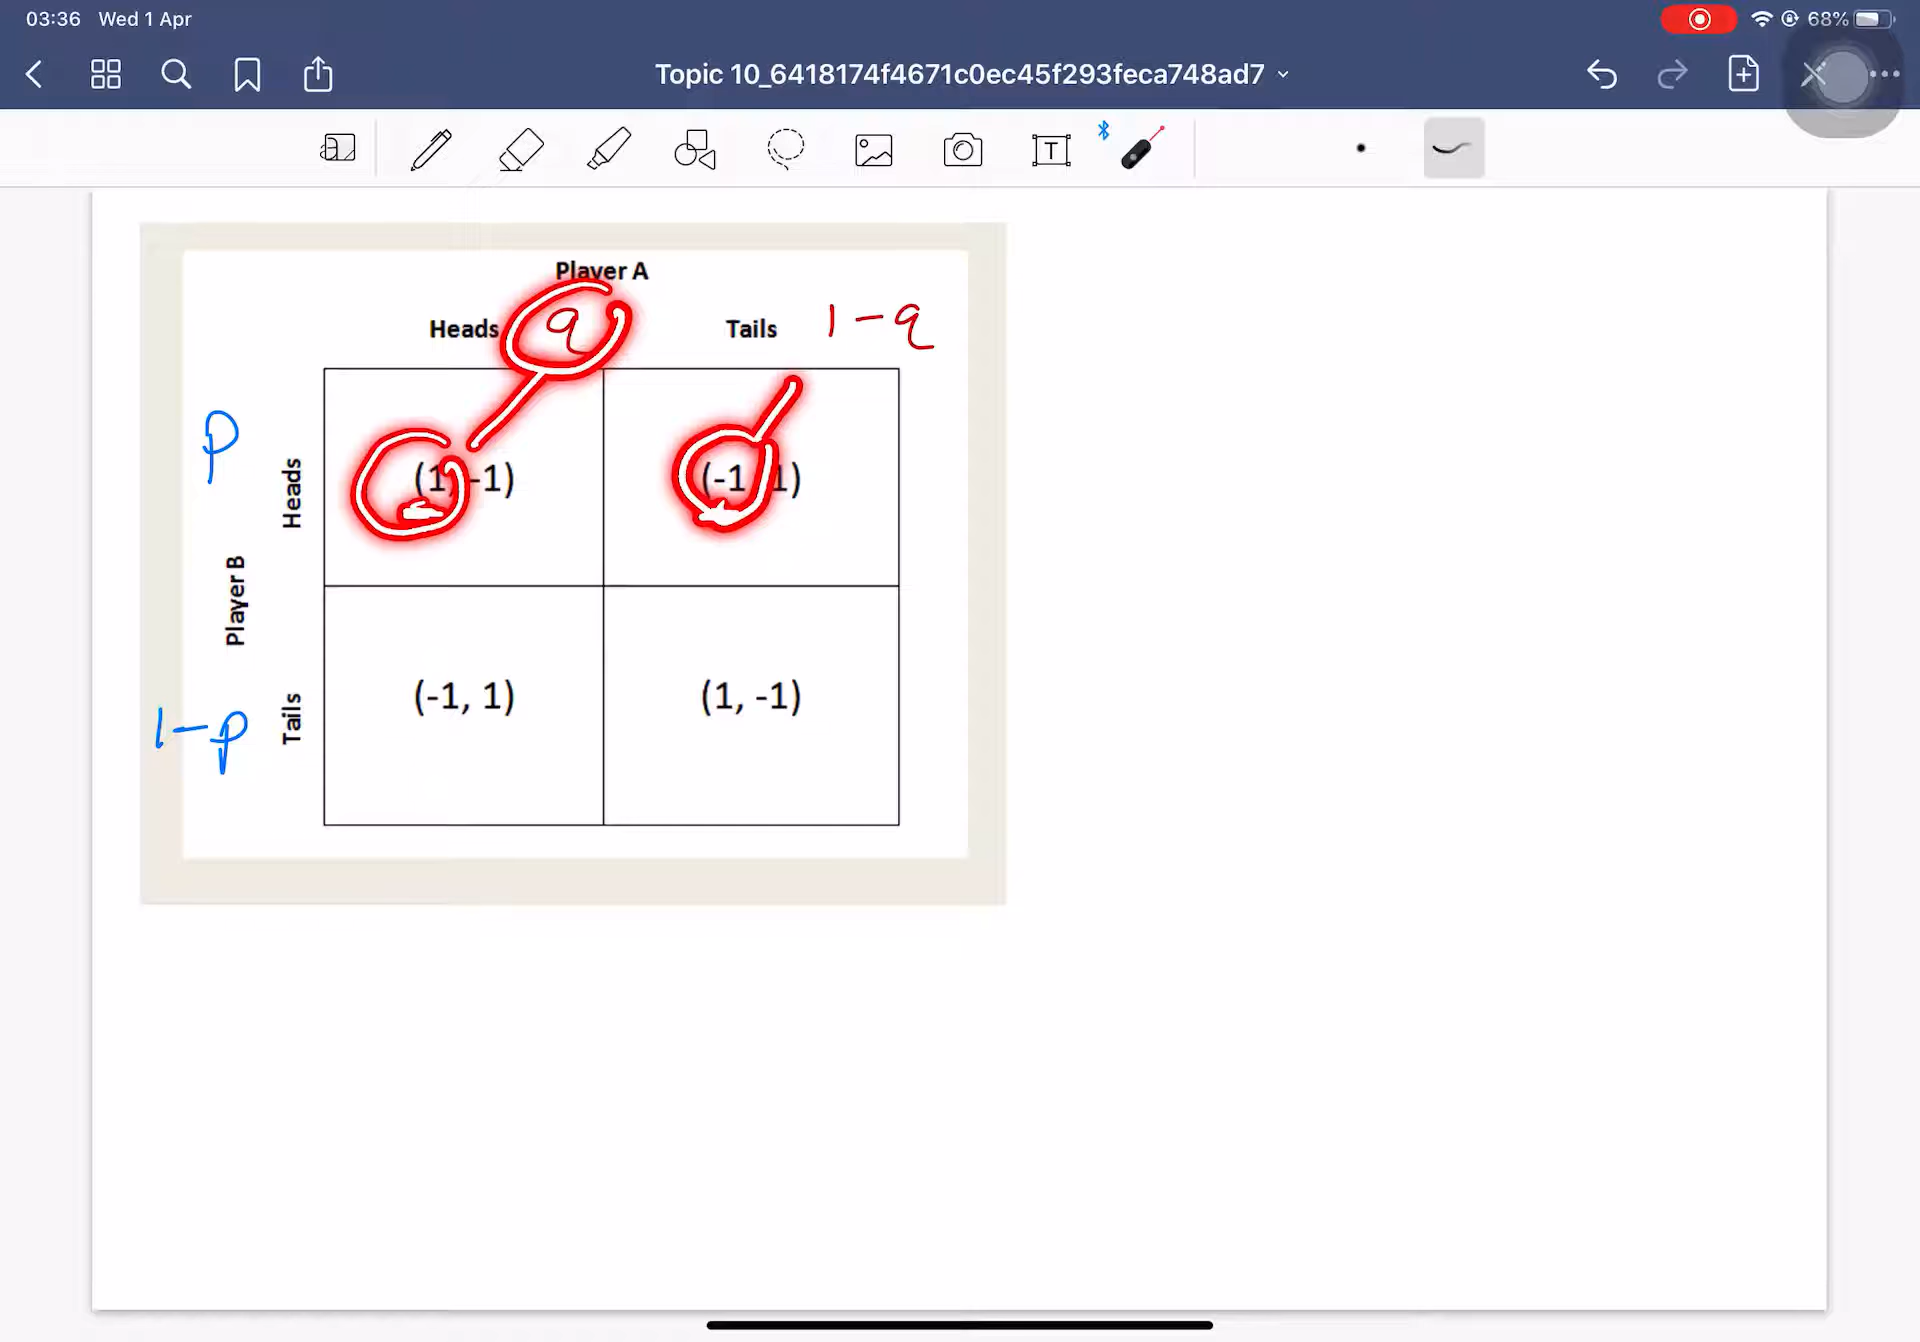 03:36 Wed 1 Apr
68%
Topic 10_6418174f4671c0ec45f293feca748ad7
Player A
Heads q Tails 1-q
p
Heads
(1, -1) (-1, 1)
Player B
1-p
Tails
(-1, 1) (1, -1)